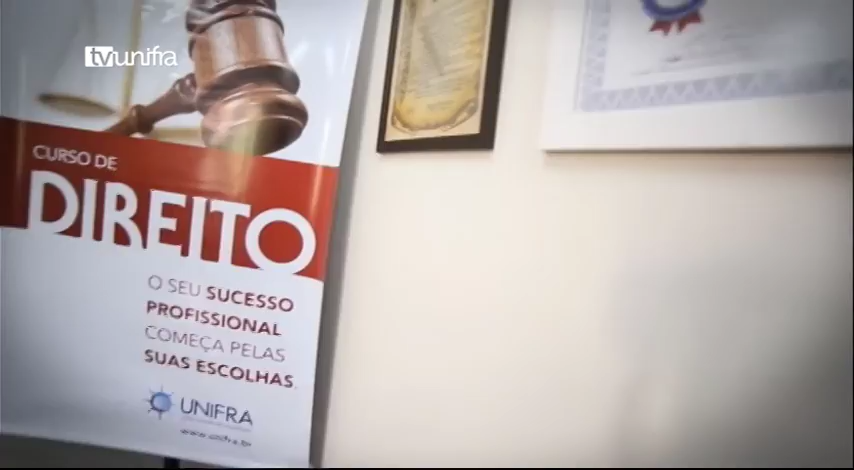 tvunifra
CURSO DE
DIREITO
O SEU SUCESSO
PROFISSIONAL
COMEÇA PELAS
SUAS ESCOLHAS.
UNIFRA
www.unifra.br